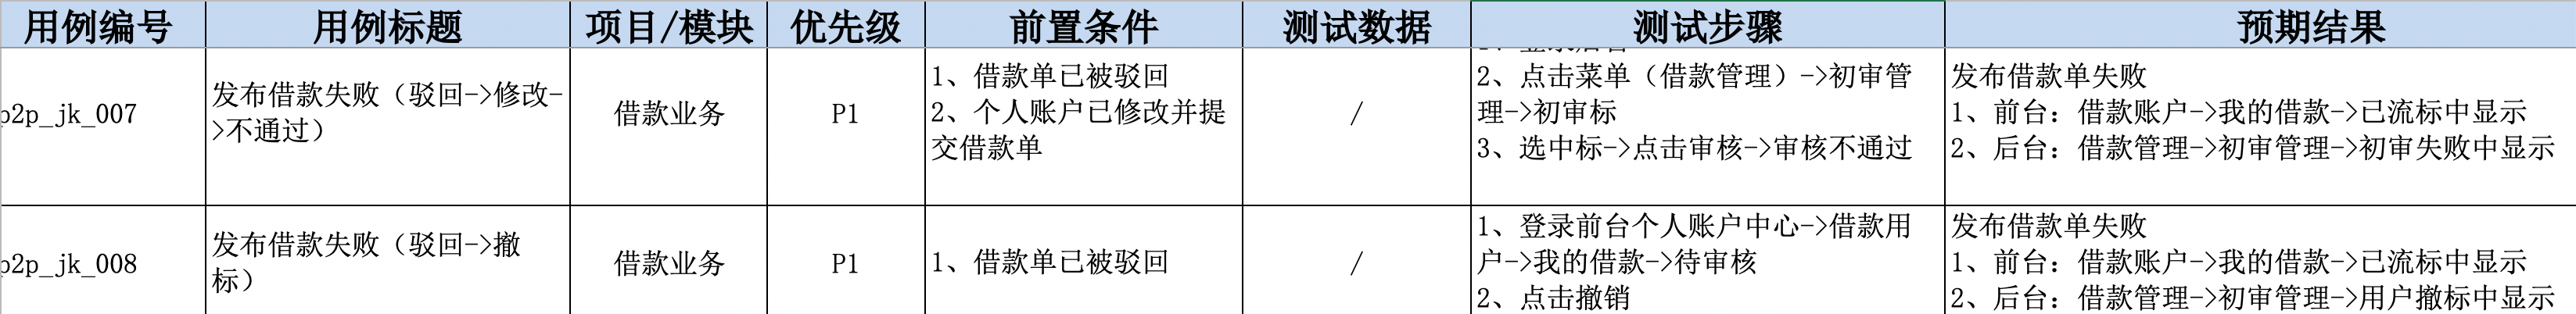 用例编号 用例标题 项目/模块 优先级 前置条件 测试数据 测试步骤 预期结果
p2p_jk_007
发布借款失败（驳回->修改-
>不通过）
借款业务
P1
1、借款单已被驳回
2、个人账户已修改并提
交借款单
/
2、点击菜单（借款管理）->初审管
理->初审标
3、选中标->点击审核->审核不通过
发布借款单失败
1、前台：借款账户->我的借款->已流标中显示
2、后台：借款管理->初审管理->初审失败中显示
p2p_jk_008
发布借款失败（驳回->撤
标）
借款业务
P1
1、借款单已被驳回
/
1、登录前台个人账户中心->借款用
户->我的借款->待审核
2、点击撤销
发布借款单失败
1、前台：借款账户->我的借款->已流标中显示
2、后台：借款管理->初审管理->用户撤标中显示